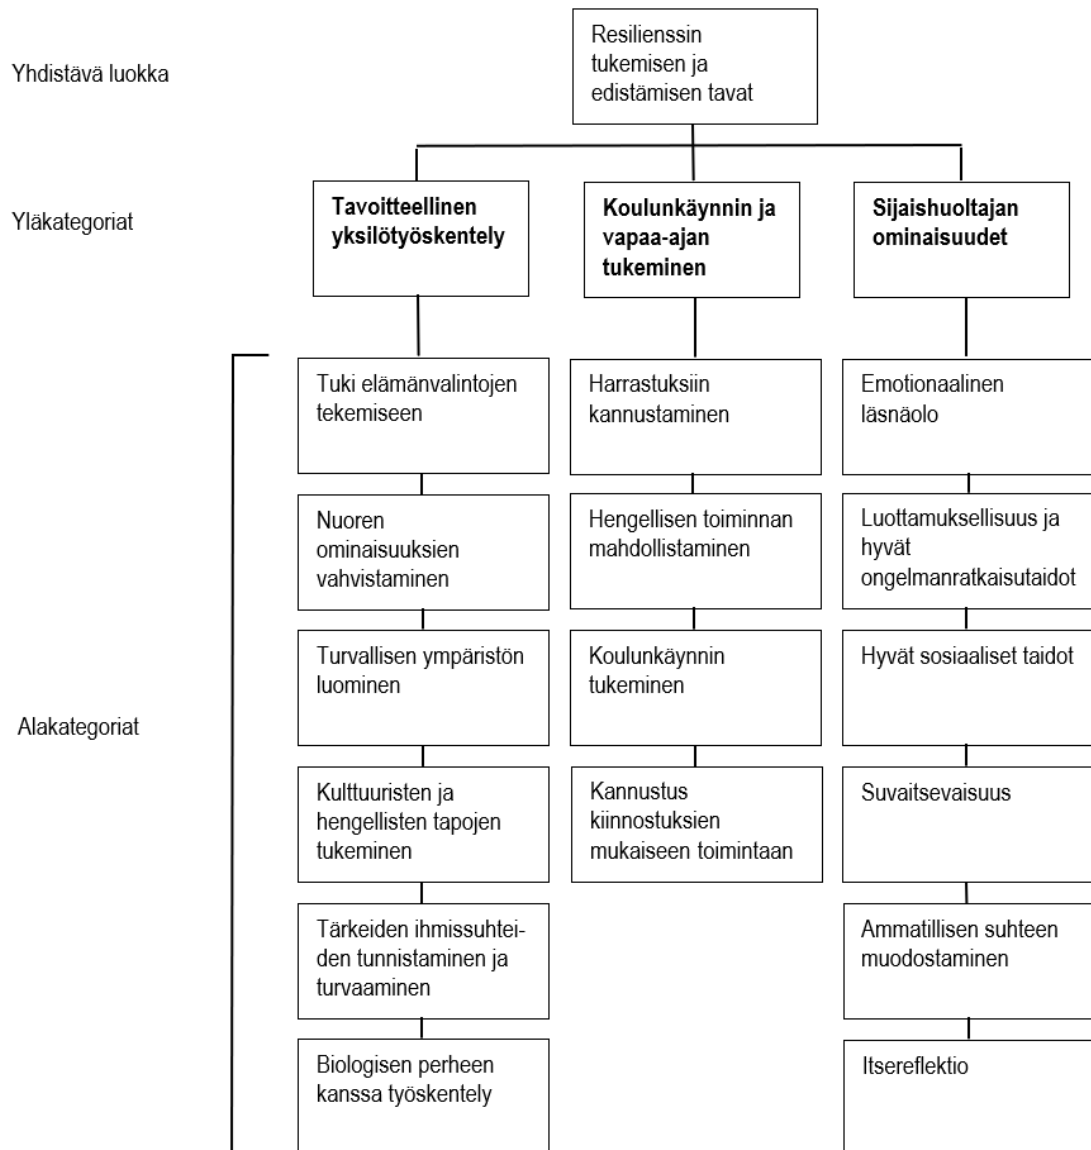 Yhdistävä luokka
Resilienssin
tukemisen ja
edistämisen tavat
Yläkategoriat
Tavoitteellinen
yksilötyöskentely
Koulunkäynnin ja
vapaa-ajan
tukeminen
Sijaishuoltajan
ominaisuudet
Alakategoriat
Tuki elämänvalintojen
tekemiseen
Nuoren
ominaisuuksien
vahvistaminen
Turvallisen ympäristön
luominen
Kulttuuristen ja
hengellisten tapojen
tukeminen
Tärkeiden ihmissuhtei-
den tunnistaminen ja
turvaaminen
Biologisen perheen
kanssa työskentely
Harrastuksiin
kannustaminen
Hengellisen toiminnan
mahdollistaminen
Koulunkäynnin
tukeminen
Kannustus
kiinnostuksien
mukaiseen toimintaan
Emotionaalinen
läsnäolo
Luottamuksellisuus ja
hyvät
ongelmanratkaisutaidot
Hyvät sosiaaliset taidot
Suvaitsevaisuus
Ammatillisen suhteen
muodostaminen
Itsereflektio